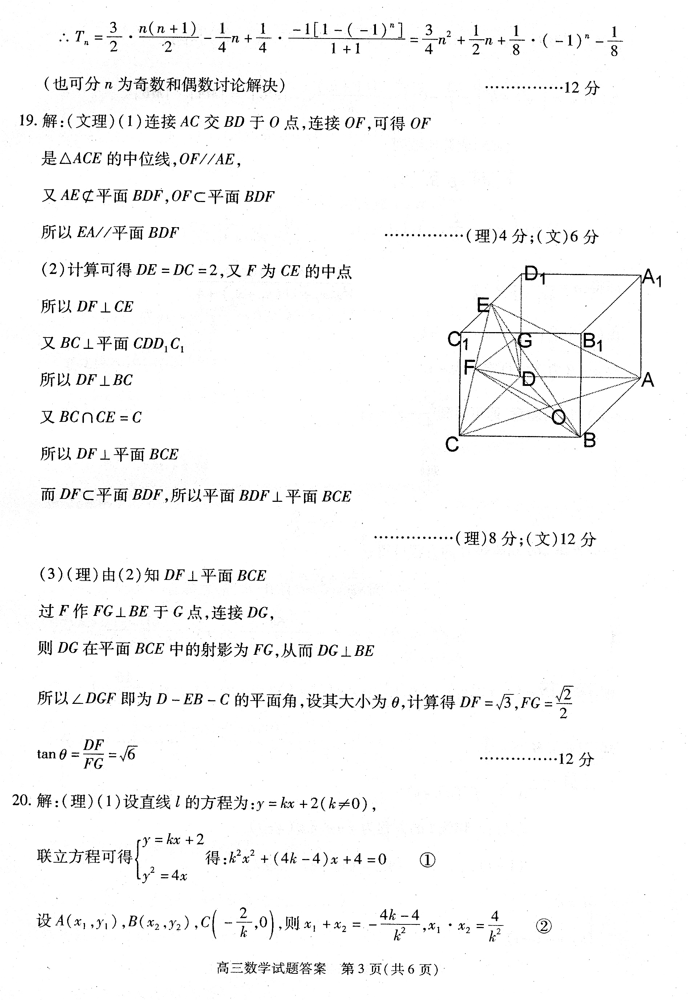 ∴ Tₙ = 3/2 · n(n+1)/2 − 1/4 n + 1/4 · −1[1−(−1)ⁿ]/(1+1) = 3/4 n² + 1/2 n + 1/8 · (−1)ⁿ − 1/8
(也可分 n 为奇数和偶数讨论解决) ……………12 分
19. 解:(文理)(1)连接 AC 交 BD 于 O 点,连接 OF,可得 OF
是△ACE 的中位线,OF//AE,
又 AE⊄平面 BDF,OF⊂平面 BDF
所以 EA//平面 BDF ……………(理)4 分;(文)6 分
(2)计算可得 DE = DC = 2,又 F 为 CE 的中点
所以 DF⊥CE
又 BC⊥平面 CDD₁C₁
所以 DF⊥BC
又 BC∩CE = C
所以 DF⊥平面 BCE
而 DF⊂平面 BDF,所以平面 BDF⊥平面 BCE
D₁ A₁
E
C₁ G B₁
F D A
O
C B
……………(理)8 分;(文)12 分
(3)(理)由(2)知 DF⊥平面 BCE
过 F 作 FG⊥BE 于 G 点,连接 DG,
则 DG 在平面 BCE 中的射影为 FG,从而 DG⊥BE
所以∠DGF 即为 D − EB − C 的平面角,设其大小为 θ,计算得 DF = √3, FG = √2/2
tan θ = DF/FG = √6 ……………12 分
20. 解:(理)(1)设直线 l 的方程为:y = kx + 2(k≠0),
联立方程可得{y = kx + 2 y² = 4x 得:k²x² + (4k − 4)x + 4 = 0 ①
设 A(x₁,y₁),B(x₂,y₂),C(−2/k,0),则 x₁ + x₂ = −(4k−4)/k², x₁ · x₂ = 4/k² ②
高三数学试题答案 第 3 页(共 6 页)